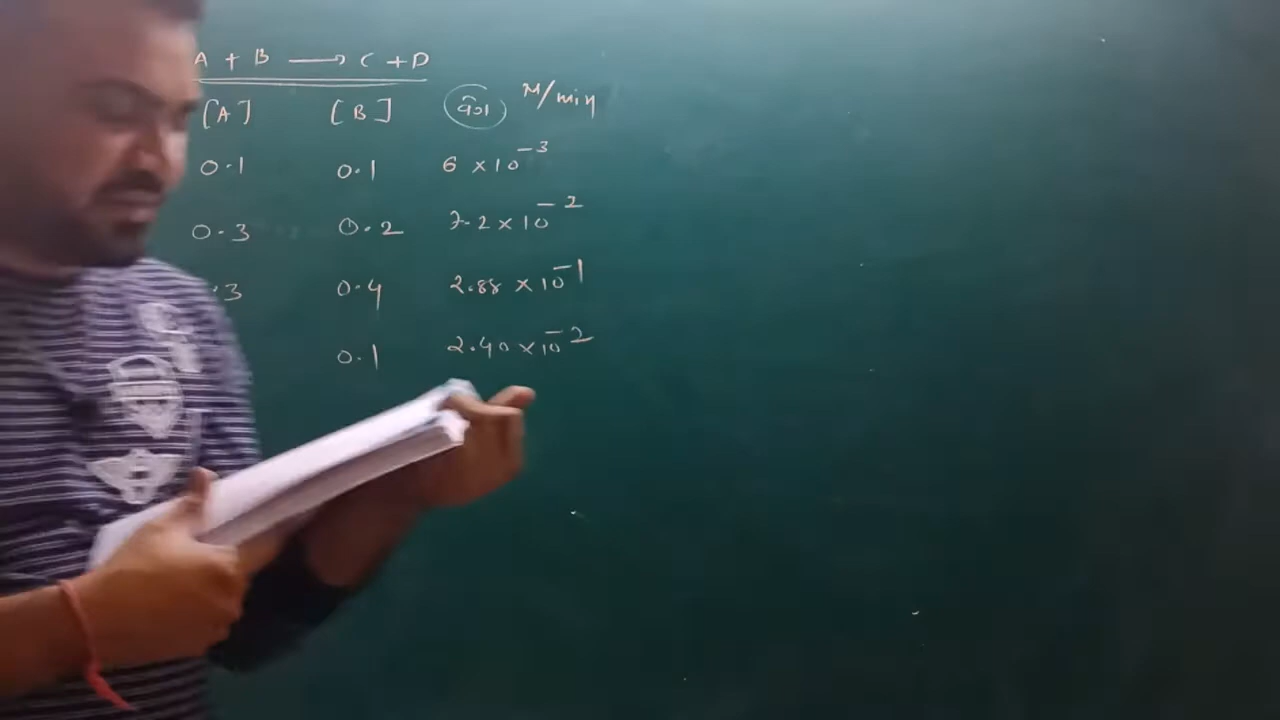 A + B ⟶ C + D
[A] [B] वेग M/min
0.1 0.1 6 × 10⁻³
0.3 0.2 7.2 × 10⁻²
.3 0.4 2.88 × 10⁻¹
0.1 2.40 × 10⁻²